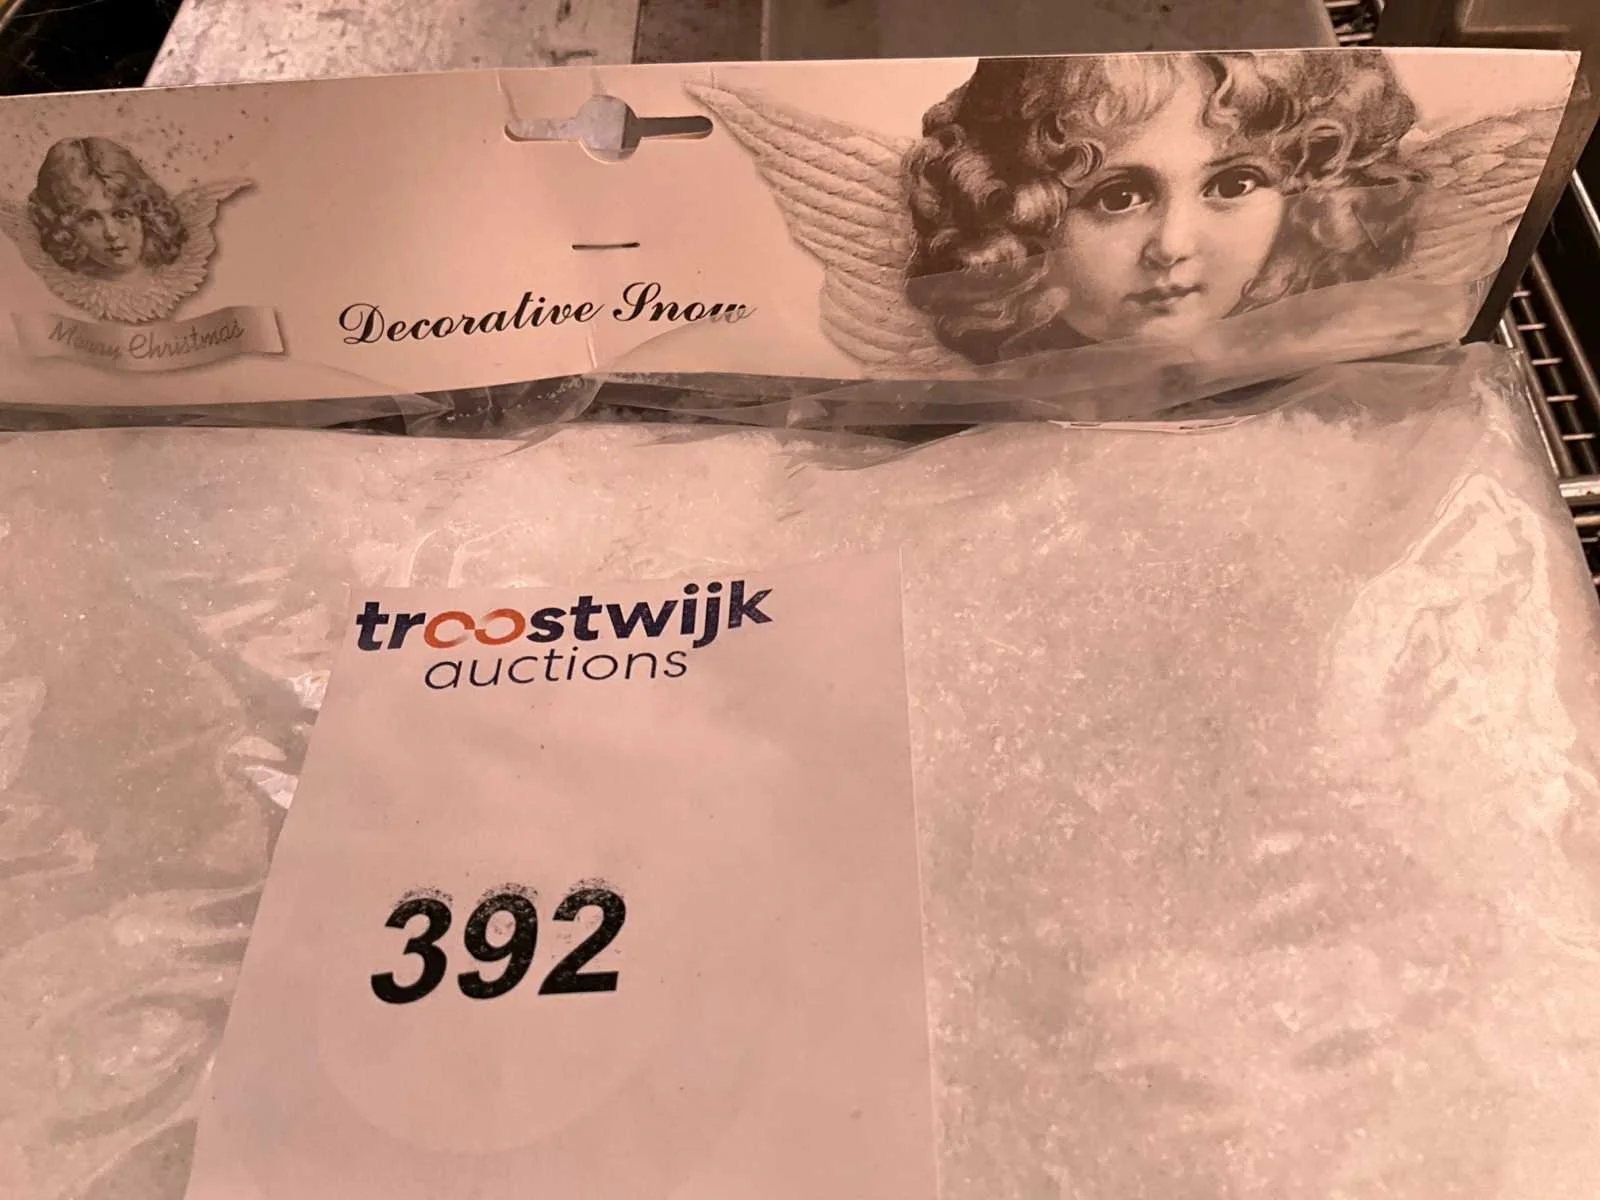 Merry Christmas
Decorative Snow
troostwijk
auctions
392